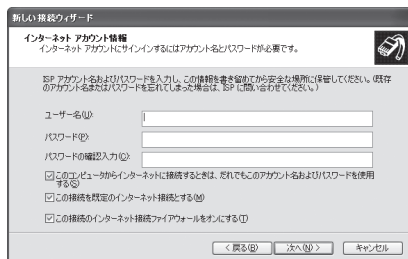 新しい接続ウィザード
インターネット アカウント情報
インターネット アカウントにサインインするにはアカウント名とパスワードが必要です。
ISP アカウント名およびパスワードを入力し、この情報を書き留めてから安全な場所に保管してください。(既存
のアカウント名またはパスワードを忘れてしまった場合は、ISP に問い合わせてください。)
ユーザー名(U):
パスワード(P):
パスワードの確認入力(C):
このコンピュータからインターネットに接続するときは、だれでもこのアカウント名およびパスワードを使用
する(S)
この接続を既定のインターネット接続とする(M)
この接続のインターネット接続ファイアウォールをオンにする(T)
< 戻る(B)
次へ(N) >
キャンセル